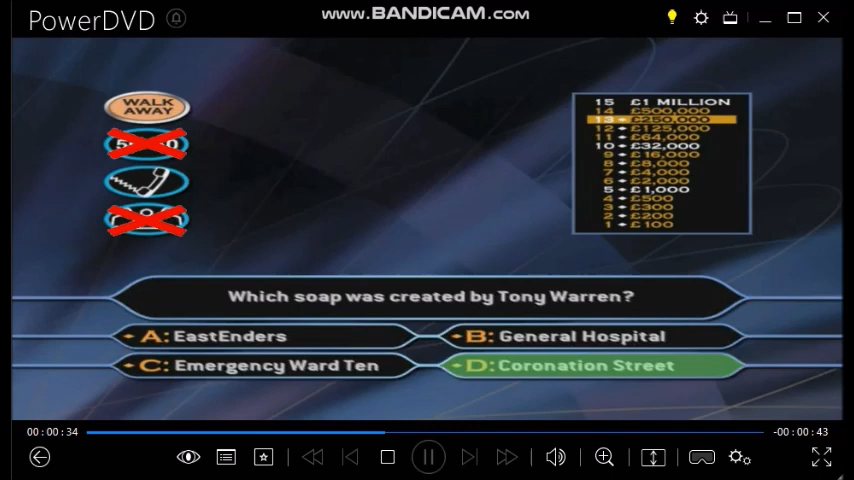 PowerDVD
www.BANDICAM.com
WALK
AWAY
15 £1 MILLION
14 £500,000
13 £250,000
12 £125,000
11 £64,000
10 £32,000
9 £16,000
8 £8,000
7 £4,000
6 £2,000
5 £1,000
4 £500
3 £300
2 £200
1 £100
Which soap was created by Tony Warren?
A: EastEnders
B: General Hospital
C: Emergency Ward Ten
D: Coronation Street
00:00:34
-00:00:43